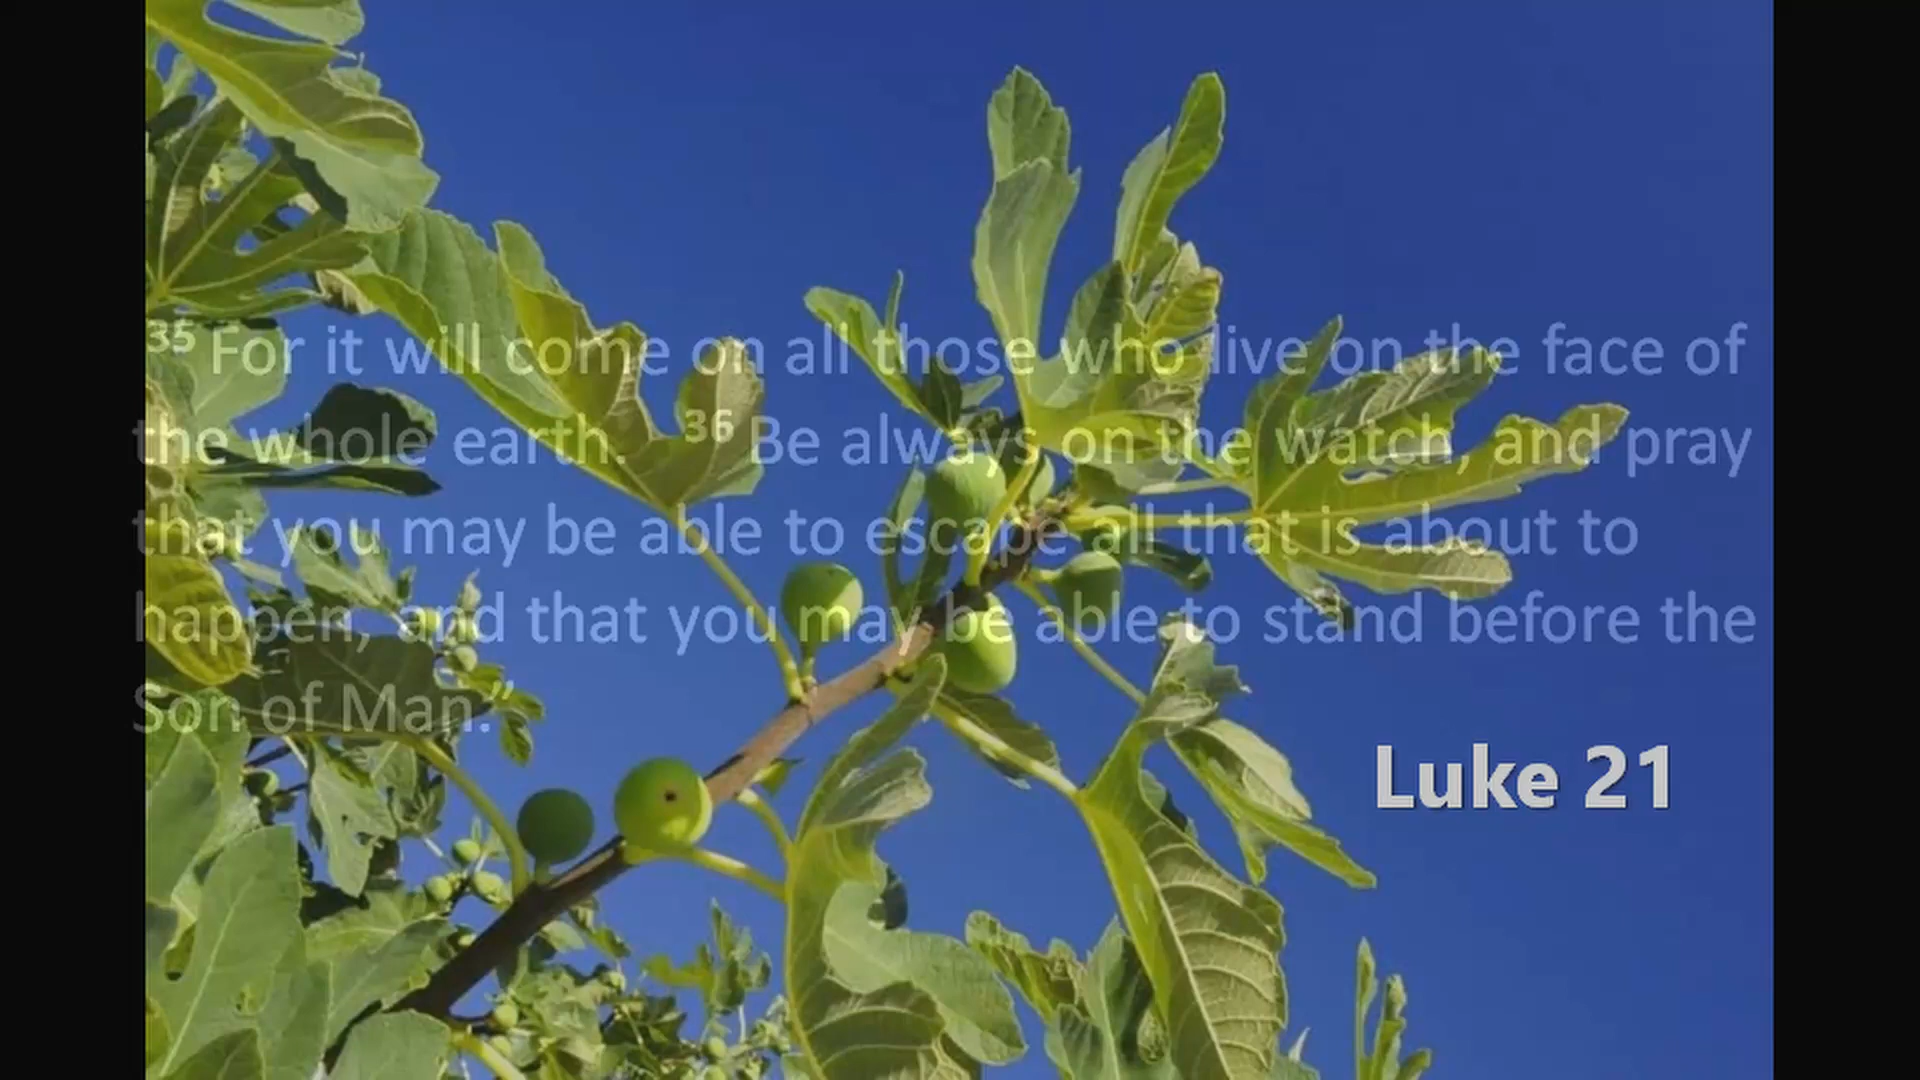 35 For it will come on all those who live on the face of
the whole earth. 36 Be always on the watch, and pray
that you may be able to escape all that is about to
happen, and that you may be able to stand before the
Son of Man.”
Luke 21